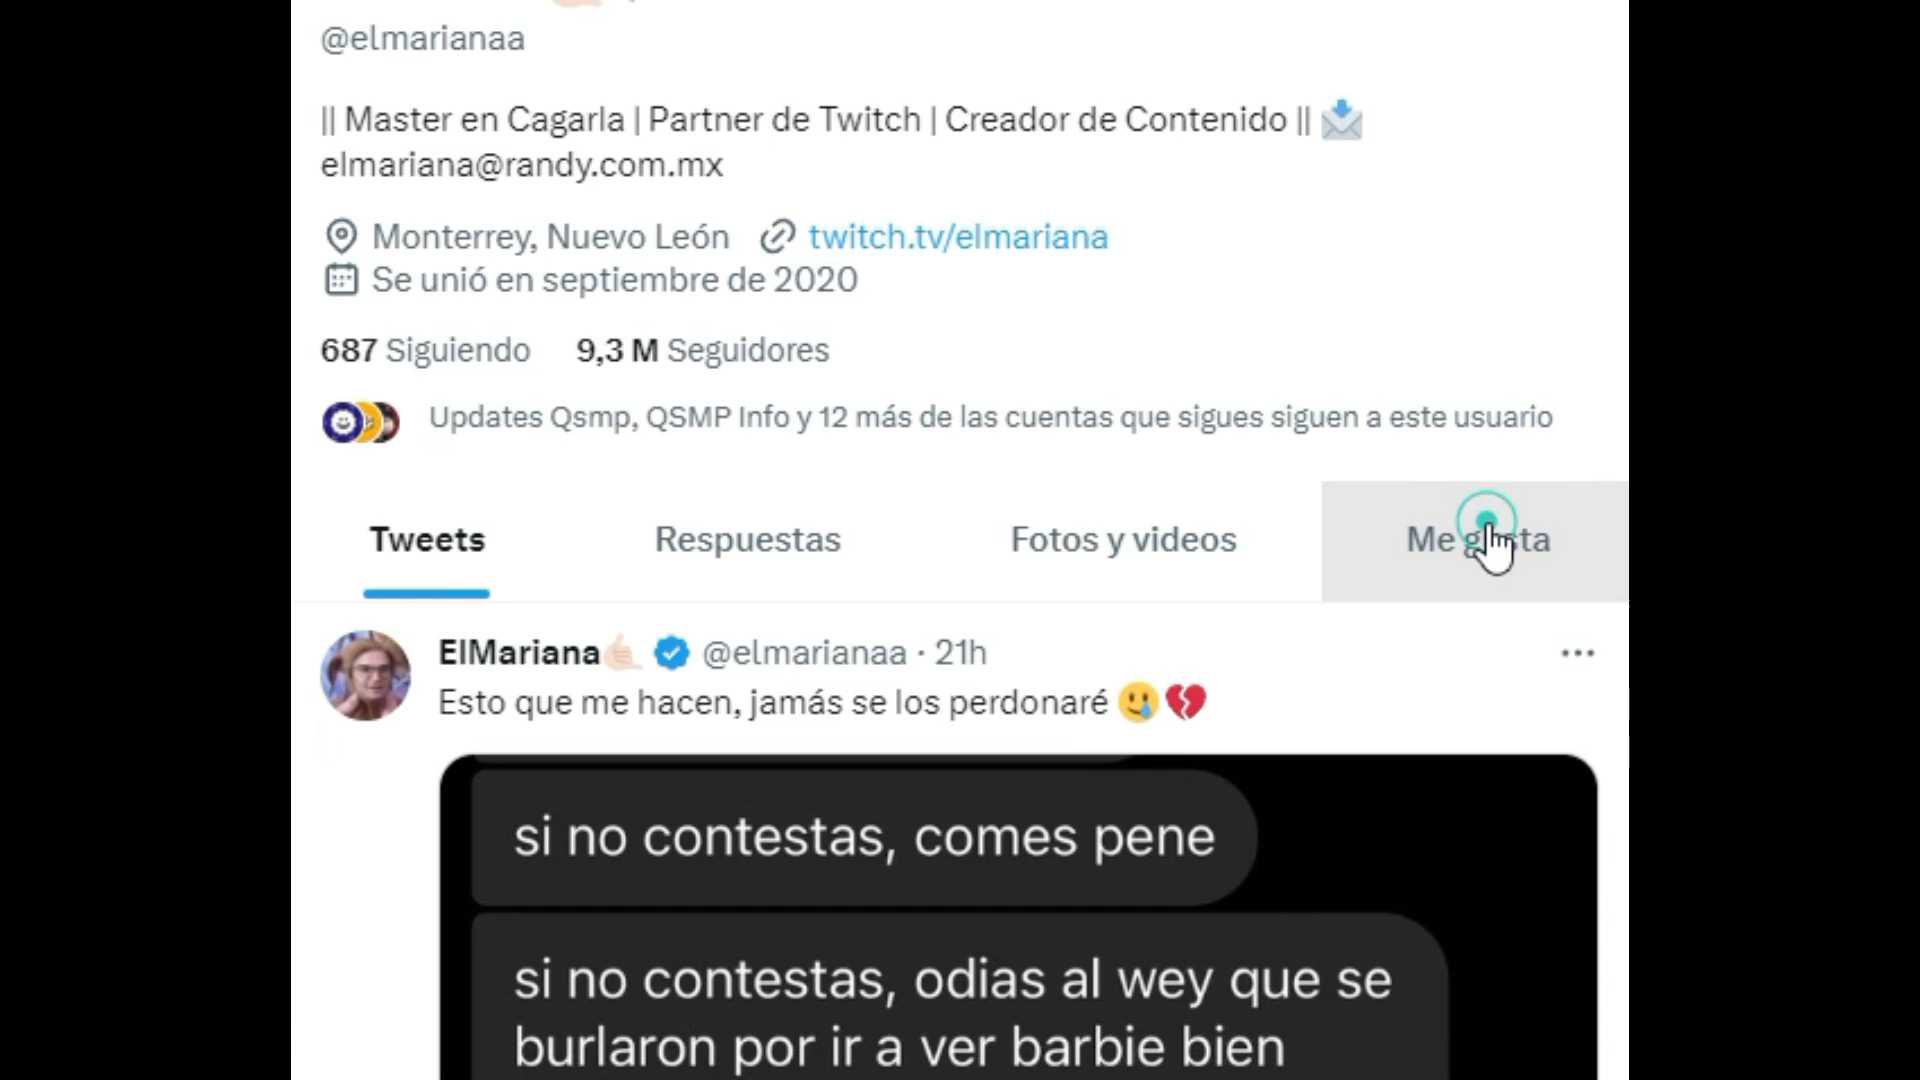 @elmarianaa
|| Master en Cagarla | Partner de Twitch | Creador de Contenido || 📩
elmariana@randy.com.mx
Monterrey, Nuevo León twitch.tv/elmariana
Se unió en septiembre de 2020
687 Siguiendo 9,3 M Seguidores
Updates Qsmp, QSMP Info y 12 más de las cuentas que sigues siguen a este usuario
Tweets Respuestas Fotos y videos Me gusta
ElMariana🤙🏻 @elmarianaa · 21h
Esto que me hacen, jamás se los perdonaré 🥲💔
si no contestas, comes pene
si no contestas, odias al wey que se
burlaron por ir a ver barbie bien